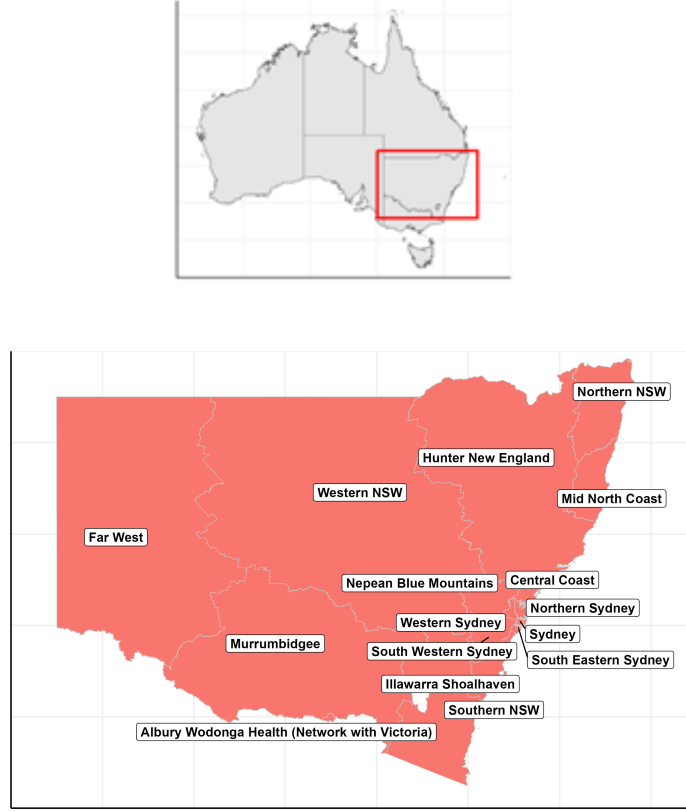 Northern NSW
Hunter New England
Western NSW
Mid North Coast
Far West
Central Coast
Nepean Blue Mountains
Northern Sydney
Western Sydney
Sydney
Murrumbidgee
South Western Sydney
South Eastern Sydney
Illawarra Shoalhaven
Southern NSW
Albury Wodonga Health (Network with Victoria)